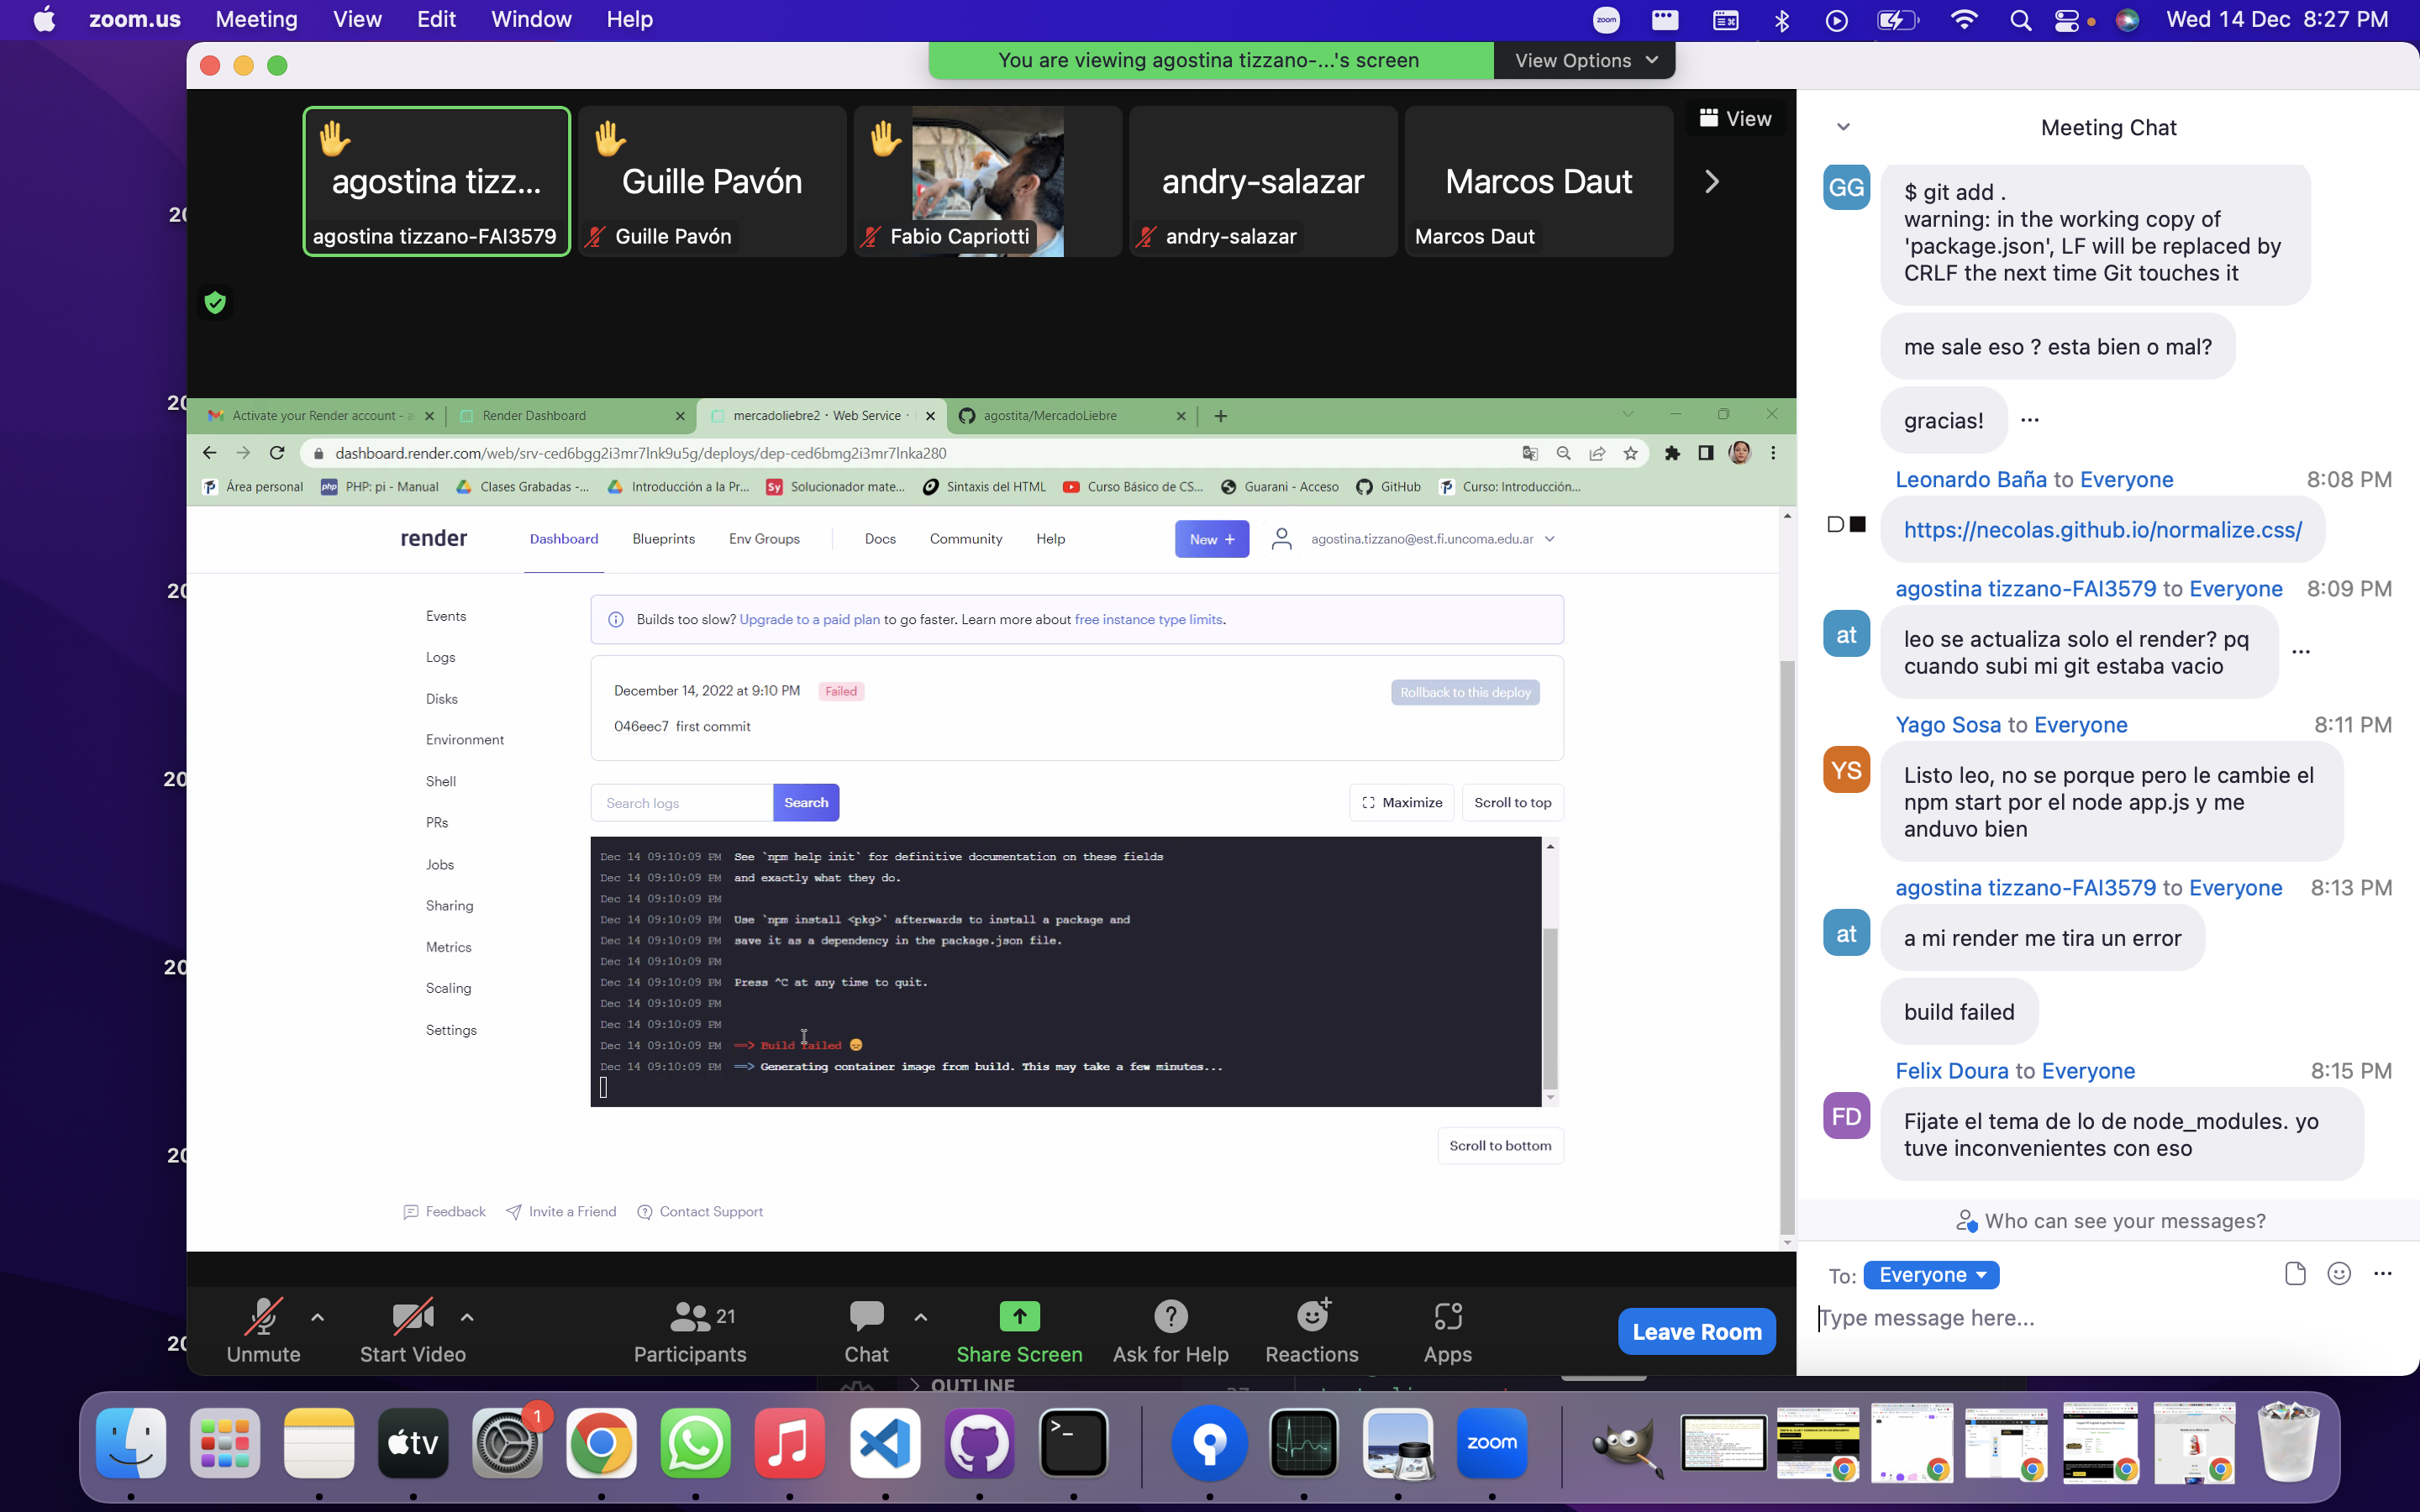 zoom.us Meeting View Edit Window Help
zoom
Wed 14 Dec 8:27 PM
You are viewing agostina tizzano-...'s screen
View Options
agostina tizz...
Guille Pavón
andry-salazar
Marcos Daut
View
agostina tizzano-FAI3579
Guille Pavón
Fabio Capriotti
andry-salazar
Marcos Daut
Activate your Render account - a
Render Dashboard
mercadoliebre2 · Web Service ·
agostita/MercadoLiebre
dashboard.render.com/web/srv-ced6bgg2i3mr7lnk9u5g/deploys/dep-ced6bmg2i3mr7lnka280
Área personal
PHP: pi - Manual
Clases Grabadas -...
Introducción a la Pr...
Solucionador mate...
Sintaxis del HTML
Curso Básico de CS...
Guarani - Acceso
GitHub
Curso: Introducción...
render
Dashboard
Blueprints
Env Groups
Docs
Community
Help
New +
agostina.tizzano@est.fi.uncoma.edu.ar
Events
Logs
Disks
Environment
Shell
PRs
Jobs
Sharing
Metrics
Scaling
Settings
Builds too slow? Upgrade to a paid plan to go faster. Learn more about free instance type limits.
December 14, 2022 at 9:10 PM Failed
Rollback to this deploy
046eec7 first commit
Search logs
Search
Maximize
Scroll to top
Dec 14 09:10:09 PM See `npm help init` for definitive documentation on these fields
Dec 14 09:10:09 PM and exactly what they do.
Dec 14 09:10:09 PM
Dec 14 09:10:09 PM Use `npm install <pkg>` afterwards to install a package and
Dec 14 09:10:09 PM save it as a dependency in the package.json file.
Dec 14 09:10:09 PM
Dec 14 09:10:09 PM Press ^C at any time to quit.
Dec 14 09:10:09 PM
Dec 14 09:10:09 PM
Dec 14 09:10:09 PM ==> Build failed 😞
Dec 14 09:10:09 PM ==> Generating container image from build. This may take a few minutes...
Scroll to bottom
Feedback
Invite a Friend
Contact Support
Unmute
Start Video
21
Participants
Chat
Share Screen
Ask for Help
Reactions
Apps
Leave Room
Meeting Chat
GG
$ git add .
warning: in the working copy of
'package.json', LF will be replaced by
CRLF the next time Git touches it
me sale eso ? esta bien o mal?
gracias!
Leonardo Baña to Everyone 8:08 PM
https://necolas.github.io/normalize.css/
agostina tizzano-FAI3579 to Everyone 8:09 PM
at
leo se actualiza solo el render? pq
cuando subi mi git estaba vacio
Yago Sosa to Everyone 8:11 PM
YS
Listo leo, no se porque pero le cambie el
npm start por el node app.js y me
anduvo bien
agostina tizzano-FAI3579 to Everyone 8:13 PM
at
a mi render me tira un error
build failed
Felix Doura to Everyone 8:15 PM
FD
Fijate el tema de lo de node_modules. yo
tuve inconvenientes con eso
Who can see your messages?
To: Everyone
Type message here...
OUTLINE
tv
1
zoom